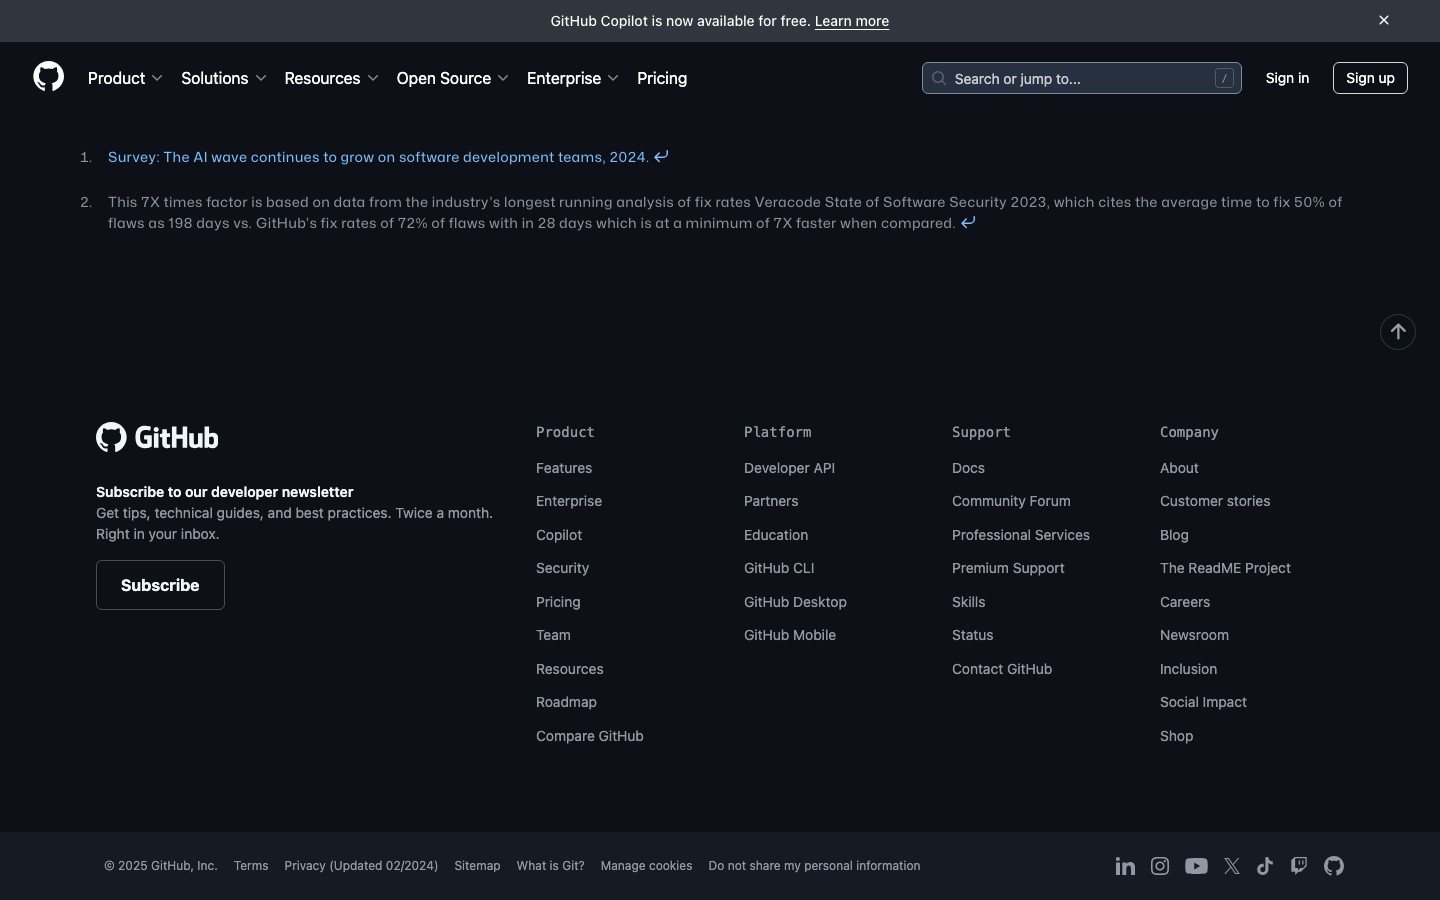 GitHub Copilot is now available for free. Learn more
Product
Solutions
Resources
Open Source
Enterprise
Pricing
Search or jump to...
/
Sign in
Sign up
1. Survey: The AI wave continues to grow on software development teams, 2024.
2. This 7X times factor is based on data from the industry's longest running analysis of fix rates Veracode State of Software Security 2023, which cites the average time to fix 50% of
flaws as 198 days vs. GitHub's fix rates of 72% of flaws with in 28 days which is at a minimum of 7X faster when compared.
GitHub
Subscribe to our developer newsletter
Get tips, technical guides, and best practices. Twice a month.
Right in your inbox.
Subscribe
Product
Features
Enterprise
Copilot
Security
Pricing
Team
Resources
Roadmap
Compare GitHub
Platform
Developer API
Partners
Education
GitHub CLI
GitHub Desktop
GitHub Mobile
Support
Docs
Community Forum
Professional Services
Premium Support
Skills
Status
Contact GitHub
Company
About
Customer stories
Blog
The ReadME Project
Careers
Newsroom
Inclusion
Social Impact
Shop
© 2025 GitHub, Inc.
Terms
Privacy (Updated 02/2024)
Sitemap
What is Git?
Manage cookies
Do not share my personal information